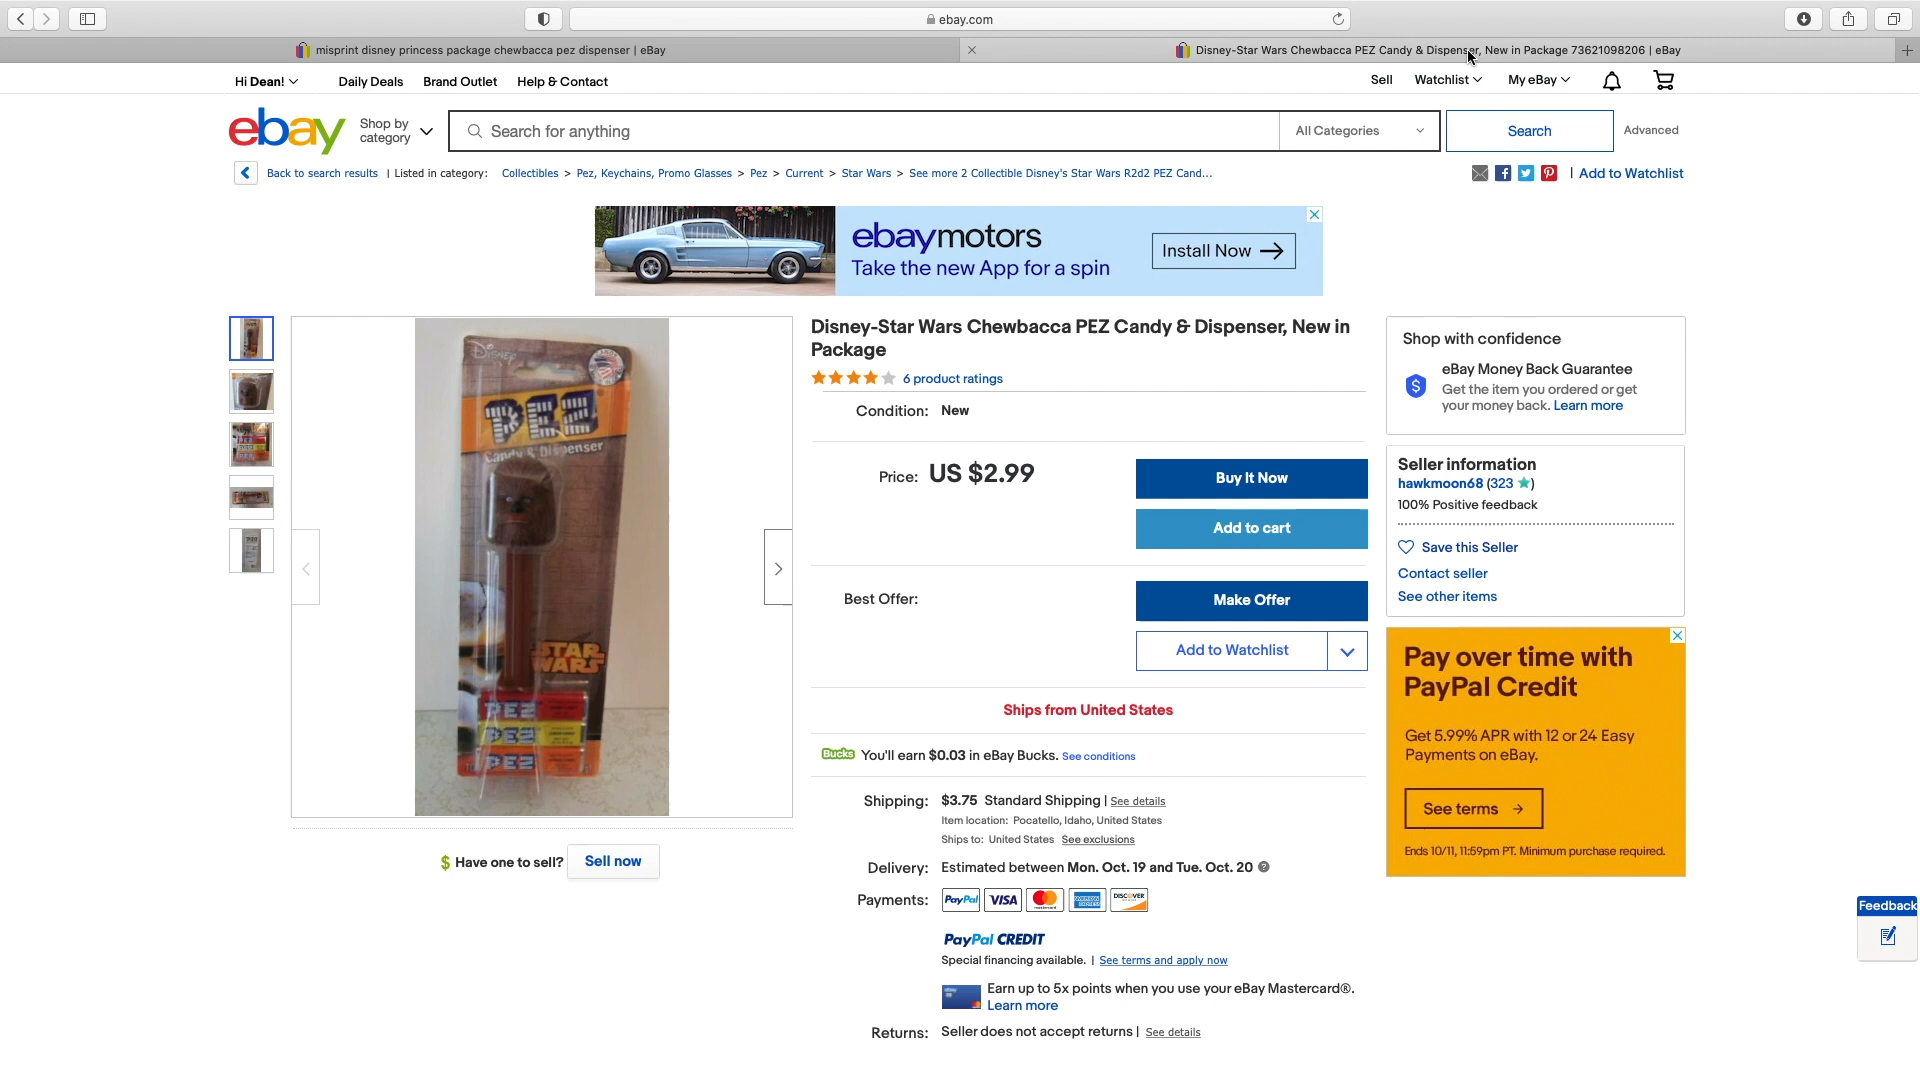 ebay.com
misprint disney princess package chewbacca pez dispenser | eBay
Disney-Star Wars Chewbacca PEZ Candy & Dispenser, New in Package 73621098206 | eBay
Hi Dean!
Daily Deals
Brand Outlet
Help & Contact
Sell
Watchlist
My eBay
ebay
Shop by
category
Search for anything
All Categories
Search
Advanced
Back to search results | Listed in category:
Collectibles > Pez, Keychains, Promo Glasses > Pez > Current > Star Wars > See more 2 Collectible Disney's Star Wars R2d2 PEZ Cand...
| Add to Watchlist
ebaymotors
Take the new App for a spin
Install Now
Disney
PEZ
Candy & Dispenser
STAR
WARS
PEZ
PEZ
PEZ
$ Have one to sell?
Sell now
Disney-Star Wars Chewbacca PEZ Candy & Dispenser, New in
Package
6 product ratings
Condition: New
Price: US $2.99
Buy It Now
Add to cart
Best Offer:
Make Offer
Add to Watchlist
Ships from United States
Bucks You'll earn $0.03 in eBay Bucks. See conditions
Shipping: $3.75 Standard Shipping | See details
Item location: Pocatello, Idaho, United States
Ships to: United States See exclusions
Delivery: Estimated between Mon. Oct. 19 and Tue. Oct. 20 ?
Payments: PayPal VISA mastercard DISCOVER
PayPal CREDIT
Special financing available. | See terms and apply now
Earn up to 5x points when you use your eBay Mastercard®.
Learn more
Returns: Seller does not accept returns | See details
Shop with confidence
eBay Money Back Guarantee
Get the item you ordered or get
your money back. Learn more
Seller information
hawkmoon68 (323)
100% Positive feedback
Save this Seller
Contact seller
See other items
Pay over time with
PayPal Credit
Get 5.99% APR with 12 or 24 Easy
Payments on eBay.
See terms
Ends 10/11, 11:59pm PT. Minimum purchase required.
Feedback